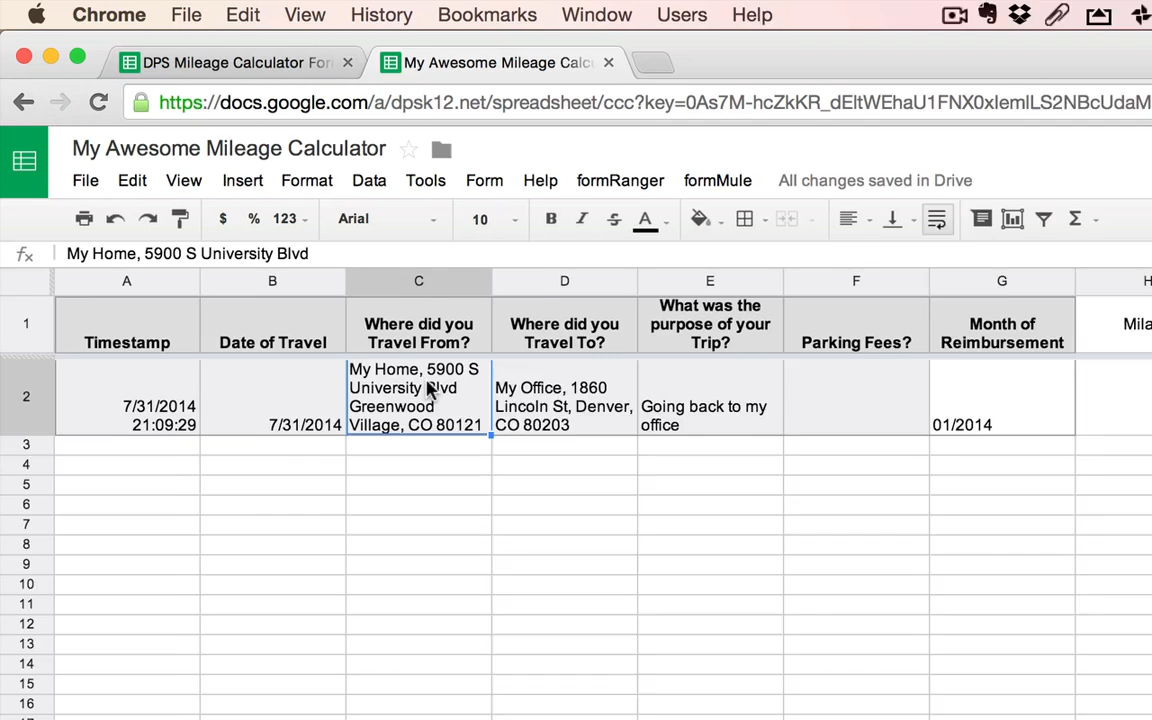 Chrome File Edit View History Bookmarks Window Users Help
DPS Mileage Calculator For
My Awesome Mileage Calc
https://docs.google.com/a/dpsk12.net/spreadsheet/ccc?key=0As7M-hcZkKR_dEltWEhaU1FNX0xlemlLS2NBcUdaM
My Awesome Mileage Calculator
File Edit View Insert Format Data Tools Form Help formRanger formMule All changes saved in Drive
$ % 123 Arial 10 B I S A Σ
fx My Home, 5900 S University Blvd
A B C D E F G H
1
Timestamp
Date of Travel
Where did you
Travel From?
Where did you
Travel To?
What was the
purpose of your
Trip?
Parking Fees?
Month of
Reimbursement
Mila
2
7/31/2014
21:09:29
7/31/2014
My Home, 5900 S
University Blvd
Greenwood
Village, CO 80121
My Office, 1860
Lincoln St, Denver,
CO 80203
Going back to my
office
01/2014
3
4
5
6
7
8
9
10
11
12
13
14
15
16